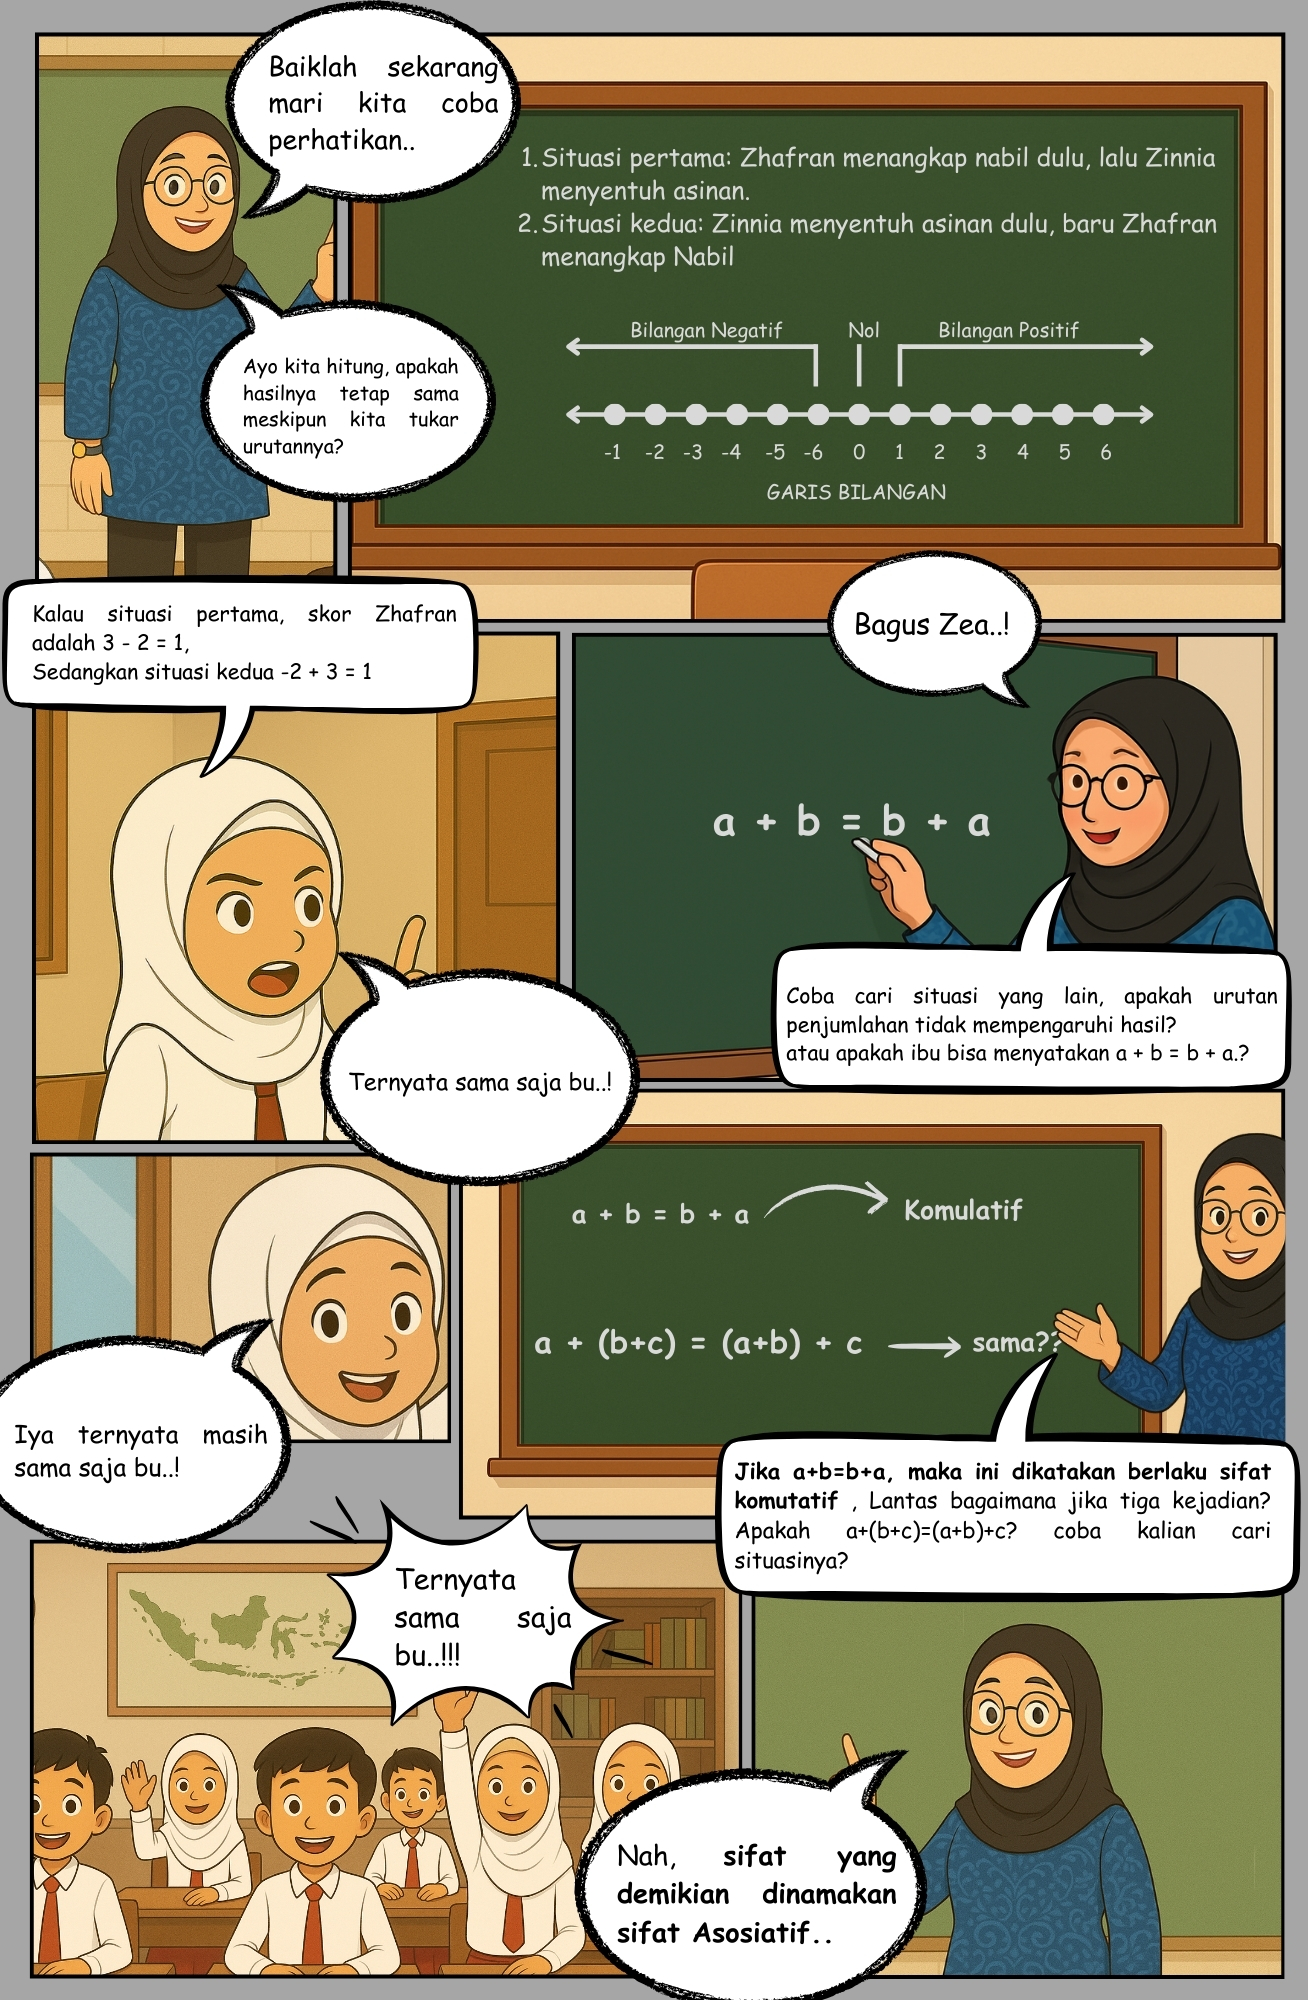 Baiklah sekarang
mari kita coba
perhatikan..
1. Situasi pertama: Zhafran menangkap nabil dulu, lalu Zinnia
menyentuh asinan.
2. Situasi kedua: Zinnia menyentuh asinan dulu, baru Zhafran
menangkap Nabil
Ayo kita hitung, apakah
hasilnya tetap sama
meskipun kita tukar
urutannya?
Bilangan Negatif Nol Bilangan Positif
-1 -2 -3 -4 -5 -6 0 1 2 3 4 5 6
GARIS BILANGAN
Kalau situasi pertama, skor Zhafran
adalah 3 - 2 = 1,
Sedangkan situasi kedua -2 + 3 = 1
Ternyata sama saja bu..!
Bagus Zea..!
a + b = b + a
Coba cari situasi yang lain, apakah urutan
penjumlahan tidak mempengaruhi hasil?
atau apakah ibu bisa menyatakan a + b = b + a.?
Iya ternyata masih
sama saja bu..!
a + b = b + a Komulatif
a + (b+c) = (a+b) + c sama??
Jika a+b=b+a, maka ini dikatakan berlaku sifat
komutatif , Lantas bagaimana jika tiga kejadian?
Apakah a+(b+c)=(a+b)+c? coba kalian cari
situasinya?
Ternyata
sama saja
bu..!!!
Nah, sifat yang
demikian dinamakan
sifat Asosiatif..